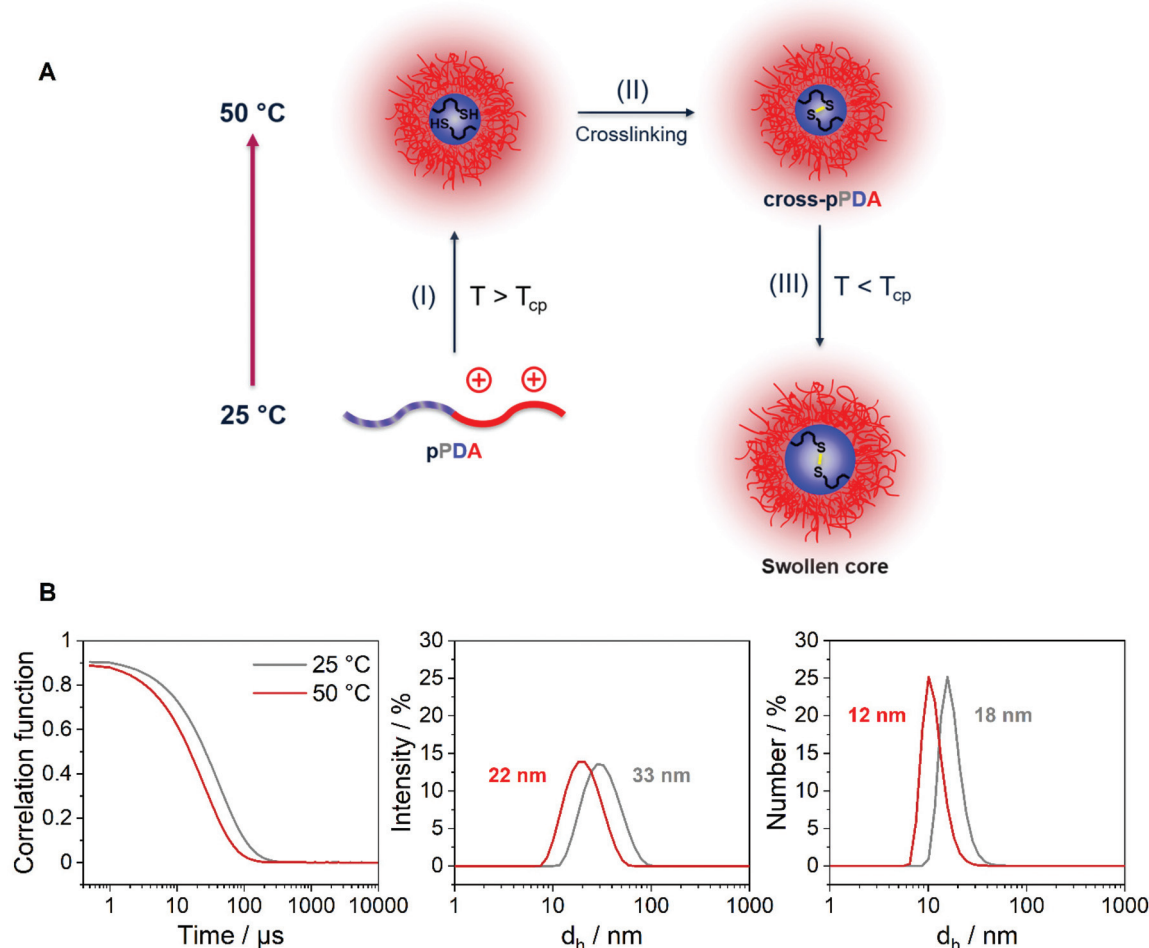 A
50 °C
25 °C
SH
HS
(II)
Crosslinking
S
S
cross-pPDA
(I)
T > Tcp
(III)
T < Tcp
pPDA
S
S
Swollen core
B
Correlation function
1
0.8
0.6
0.4
0.2
0
25 °C
50 °C
1 10 100 1000 10000
Time / µs
Intensity / %
30
25
20
15
10
5
0
22 nm
33 nm
1 10 100 1000
dh / nm
Number / %
30
25
20
15
10
5
0
12 nm
18 nm
1 10 100 1000
dh / nm